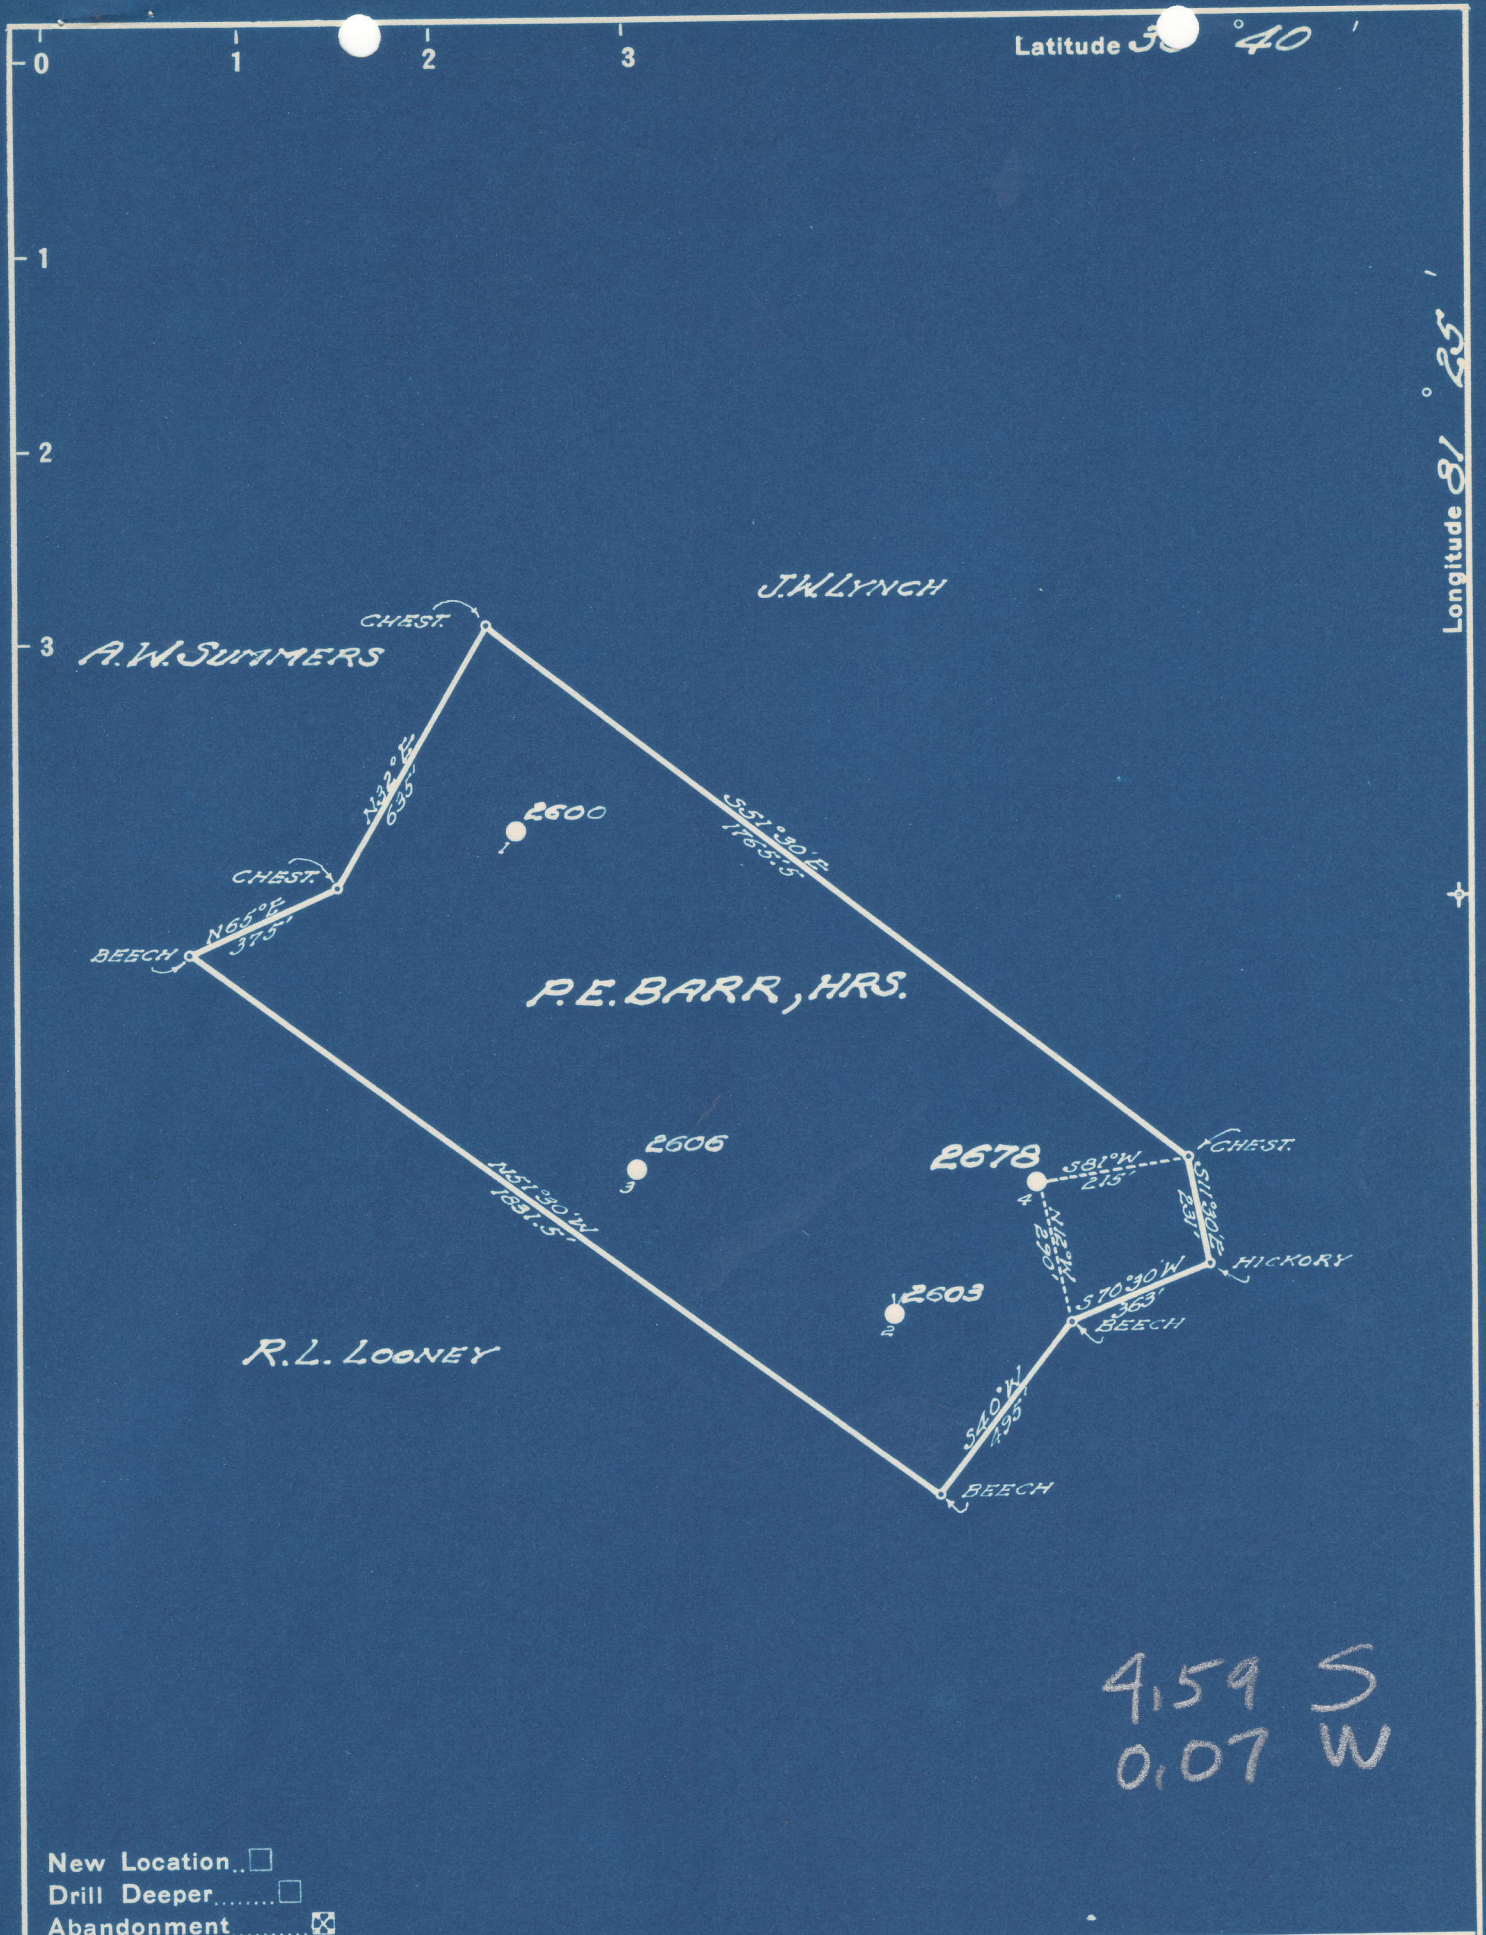 0 1 2 3
Latitude 38° 40'
1
2
3
Longitude 81° 25'
J.W. LYNCH
CHEST.
A.W. SUMMERS
N32°E
635'
2600
1
S51°30'E
1765.5'
CHEST.
N65°E
375'
BEECH
P.E. BARR, HRS.
2606
3
N51°30'W
1831.5'
2678
4
S81°W
215'
CHEST.
S11°30'E
231'
N12°W
290'
HICKORY
S70°30'W
363'
BEECH
2603
2
R.L. LOONEY
S40°W
495'
BEECH
4.59 S
0.07 W
New Location..
Drill Deeper.......
Abandonment.......